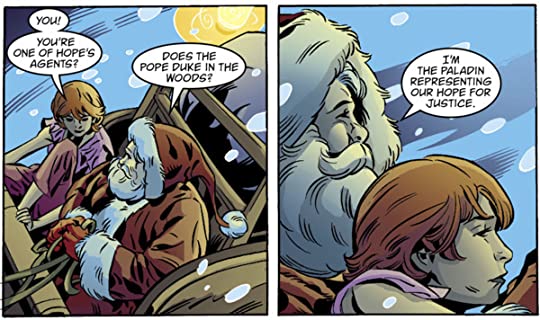 YOU!
YOU'RE
ONE OF HOPE'S
AGENTS?
DOES THE
POPE DUKE IN THE
WOODS?
I'M
THE PALADIN
REPRESENTING
OUR HOPE FOR
JUSTICE.